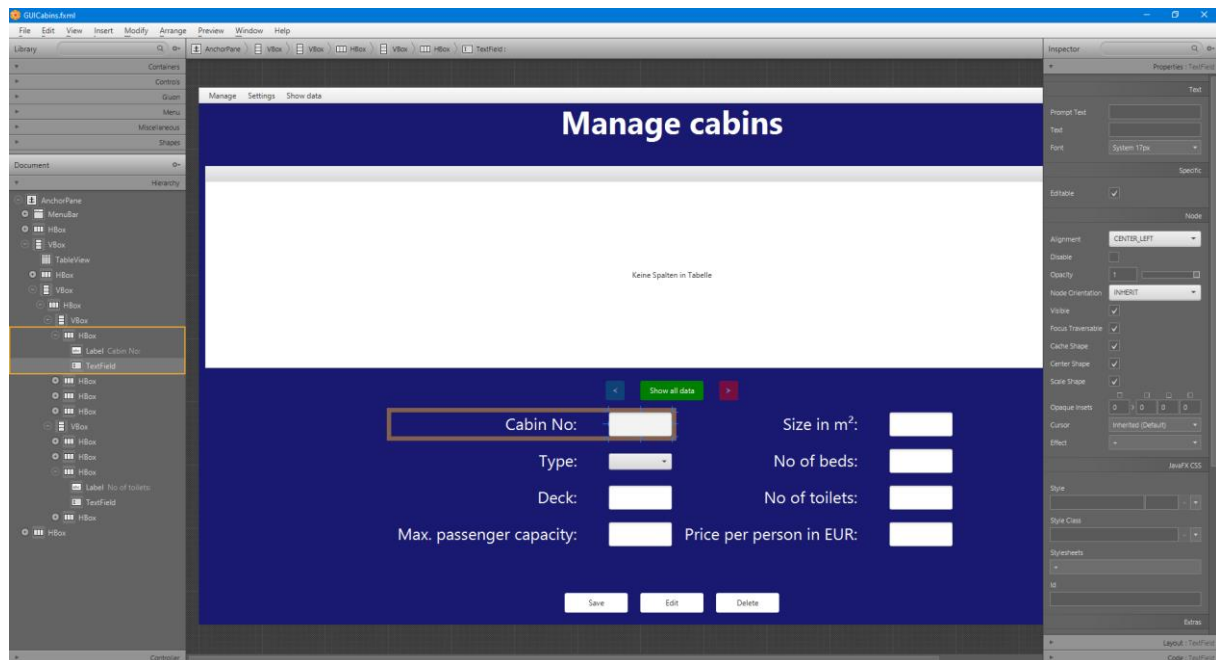 GUICabins.fxml
File Edit View Insert Modify Arrange Preview Window Help
Library
AnchorPane VBox VBox HBox VBox HBox TextField :
Inspector
Containers
Controls
Gluon
Menu
Miscellaneous
Shapes
Document
Hierarchy
AnchorPane
MenuBar
HBox
VBox
TableView
HBox
VBox
HBox
VBox
HBox
Label Cabin No:
TextField
HBox
HBox
HBox
VBox
HBox
HBox
HBox
Label No of toilets:
TextField
HBox
HBox
Controller
Manage Settings Show data
Manage cabins
Keine Spalten in Tabelle
< Show all data >
Cabin No: Size in m²:
Type: No of beds:
Deck: No of toilets:
Max. passenger capacity: Price per person in EUR:
Save Edit Delete
Properties : TextField
Text
Prompt Text
Text
Font System 17px
Specific
Editable
Node
Alignment CENTER_LEFT
Disable
Opacity 1
Node Orientation INHERIT
Visible
Focus Traversable
Cache Shape
Center Shape
Scale Shape
Opaque Insets 0 0 0 0
Cursor Inherited (Default)
Effect +
JavaFX CSS
Style
Style Class
Stylesheets
+
Id
Extras
Layout : TextField
Code : TextField